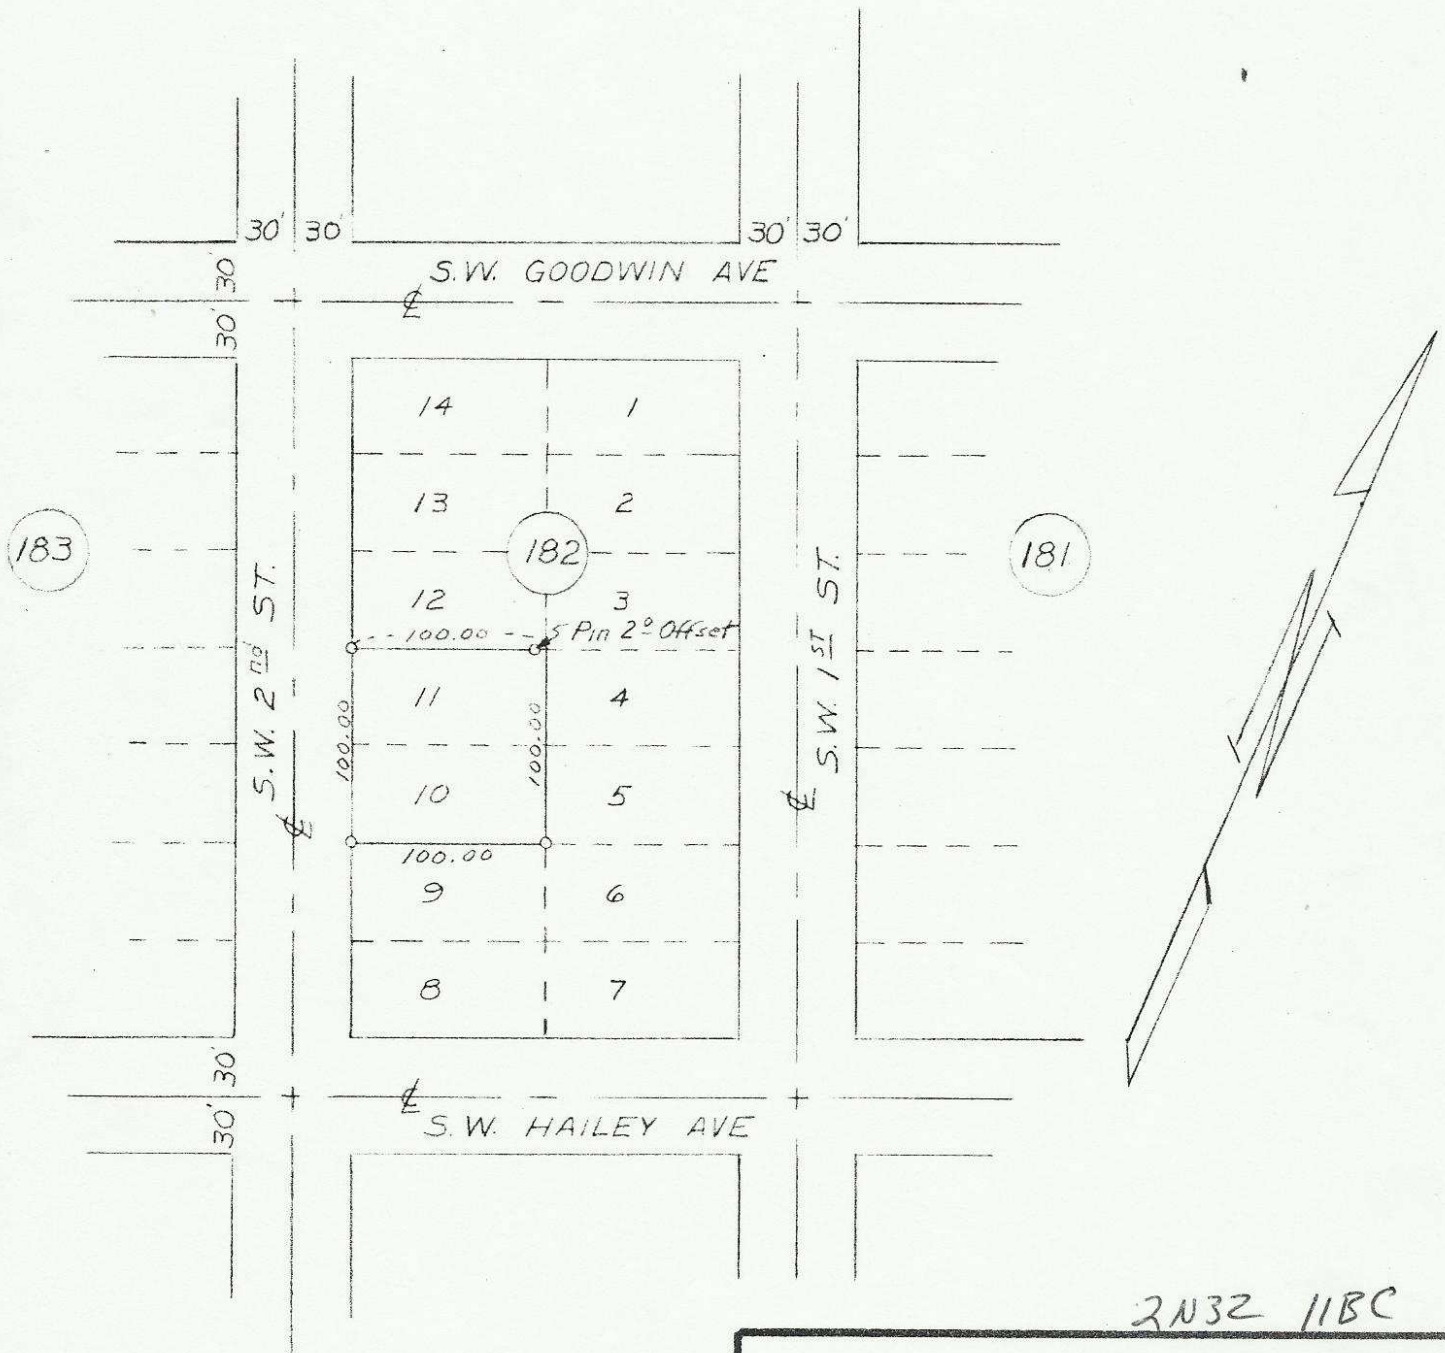 30' 30' 30' 30'
30'
S.W. GOODWIN AVE
℄
30'
14 1
13 2
183 182 181
12 3
100.00 Pin 2º Offset
11 4
S.W. 2nd ST.
S.W. 1ST ST.
100.00 100.00
10 5
℄ ℄
100.00
9 6
8 7
30'
℄
30'
S.W. HAILEY AVE
2N32 11BC